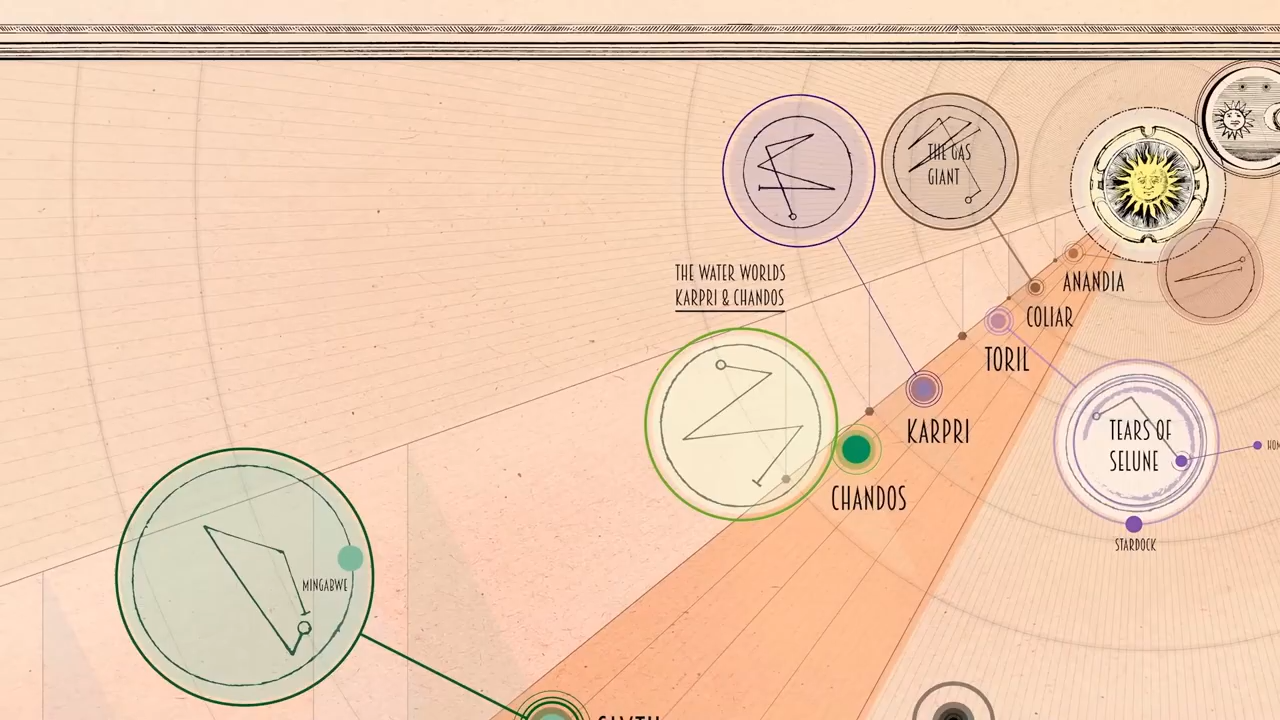 THE GAS
GIANT
THE WATER WORLDS
KARPRI & CHANDOS
ANANDIA
COLIAR
TORIL
KARPRI
TEARS OF
SELUNE
CHANDOS
STARDOCK
MINGABWE